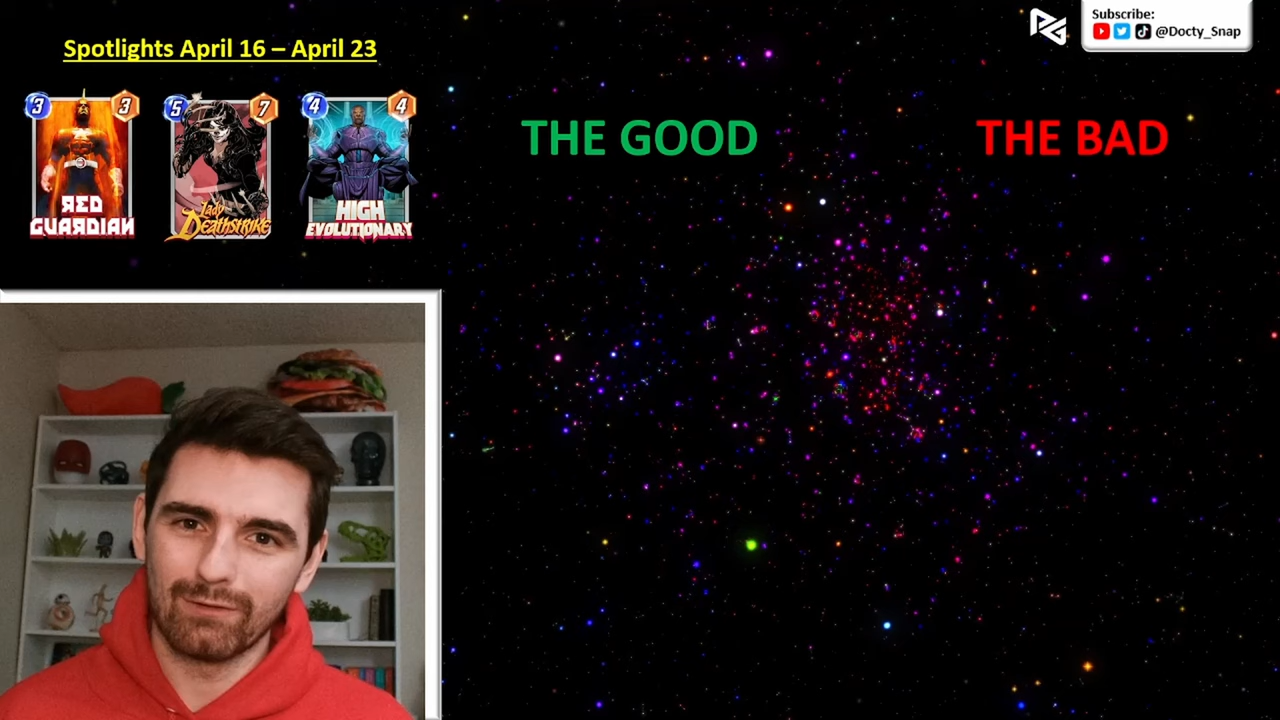 Spotlights April 16 – April 23
3 3
RED
GUARDIAN
5 7
Lady
Deathstrike
4 4
HIGH
EVOLUTIONARY
THE GOOD
THE BAD
Subscribe:
@Docty_Snap